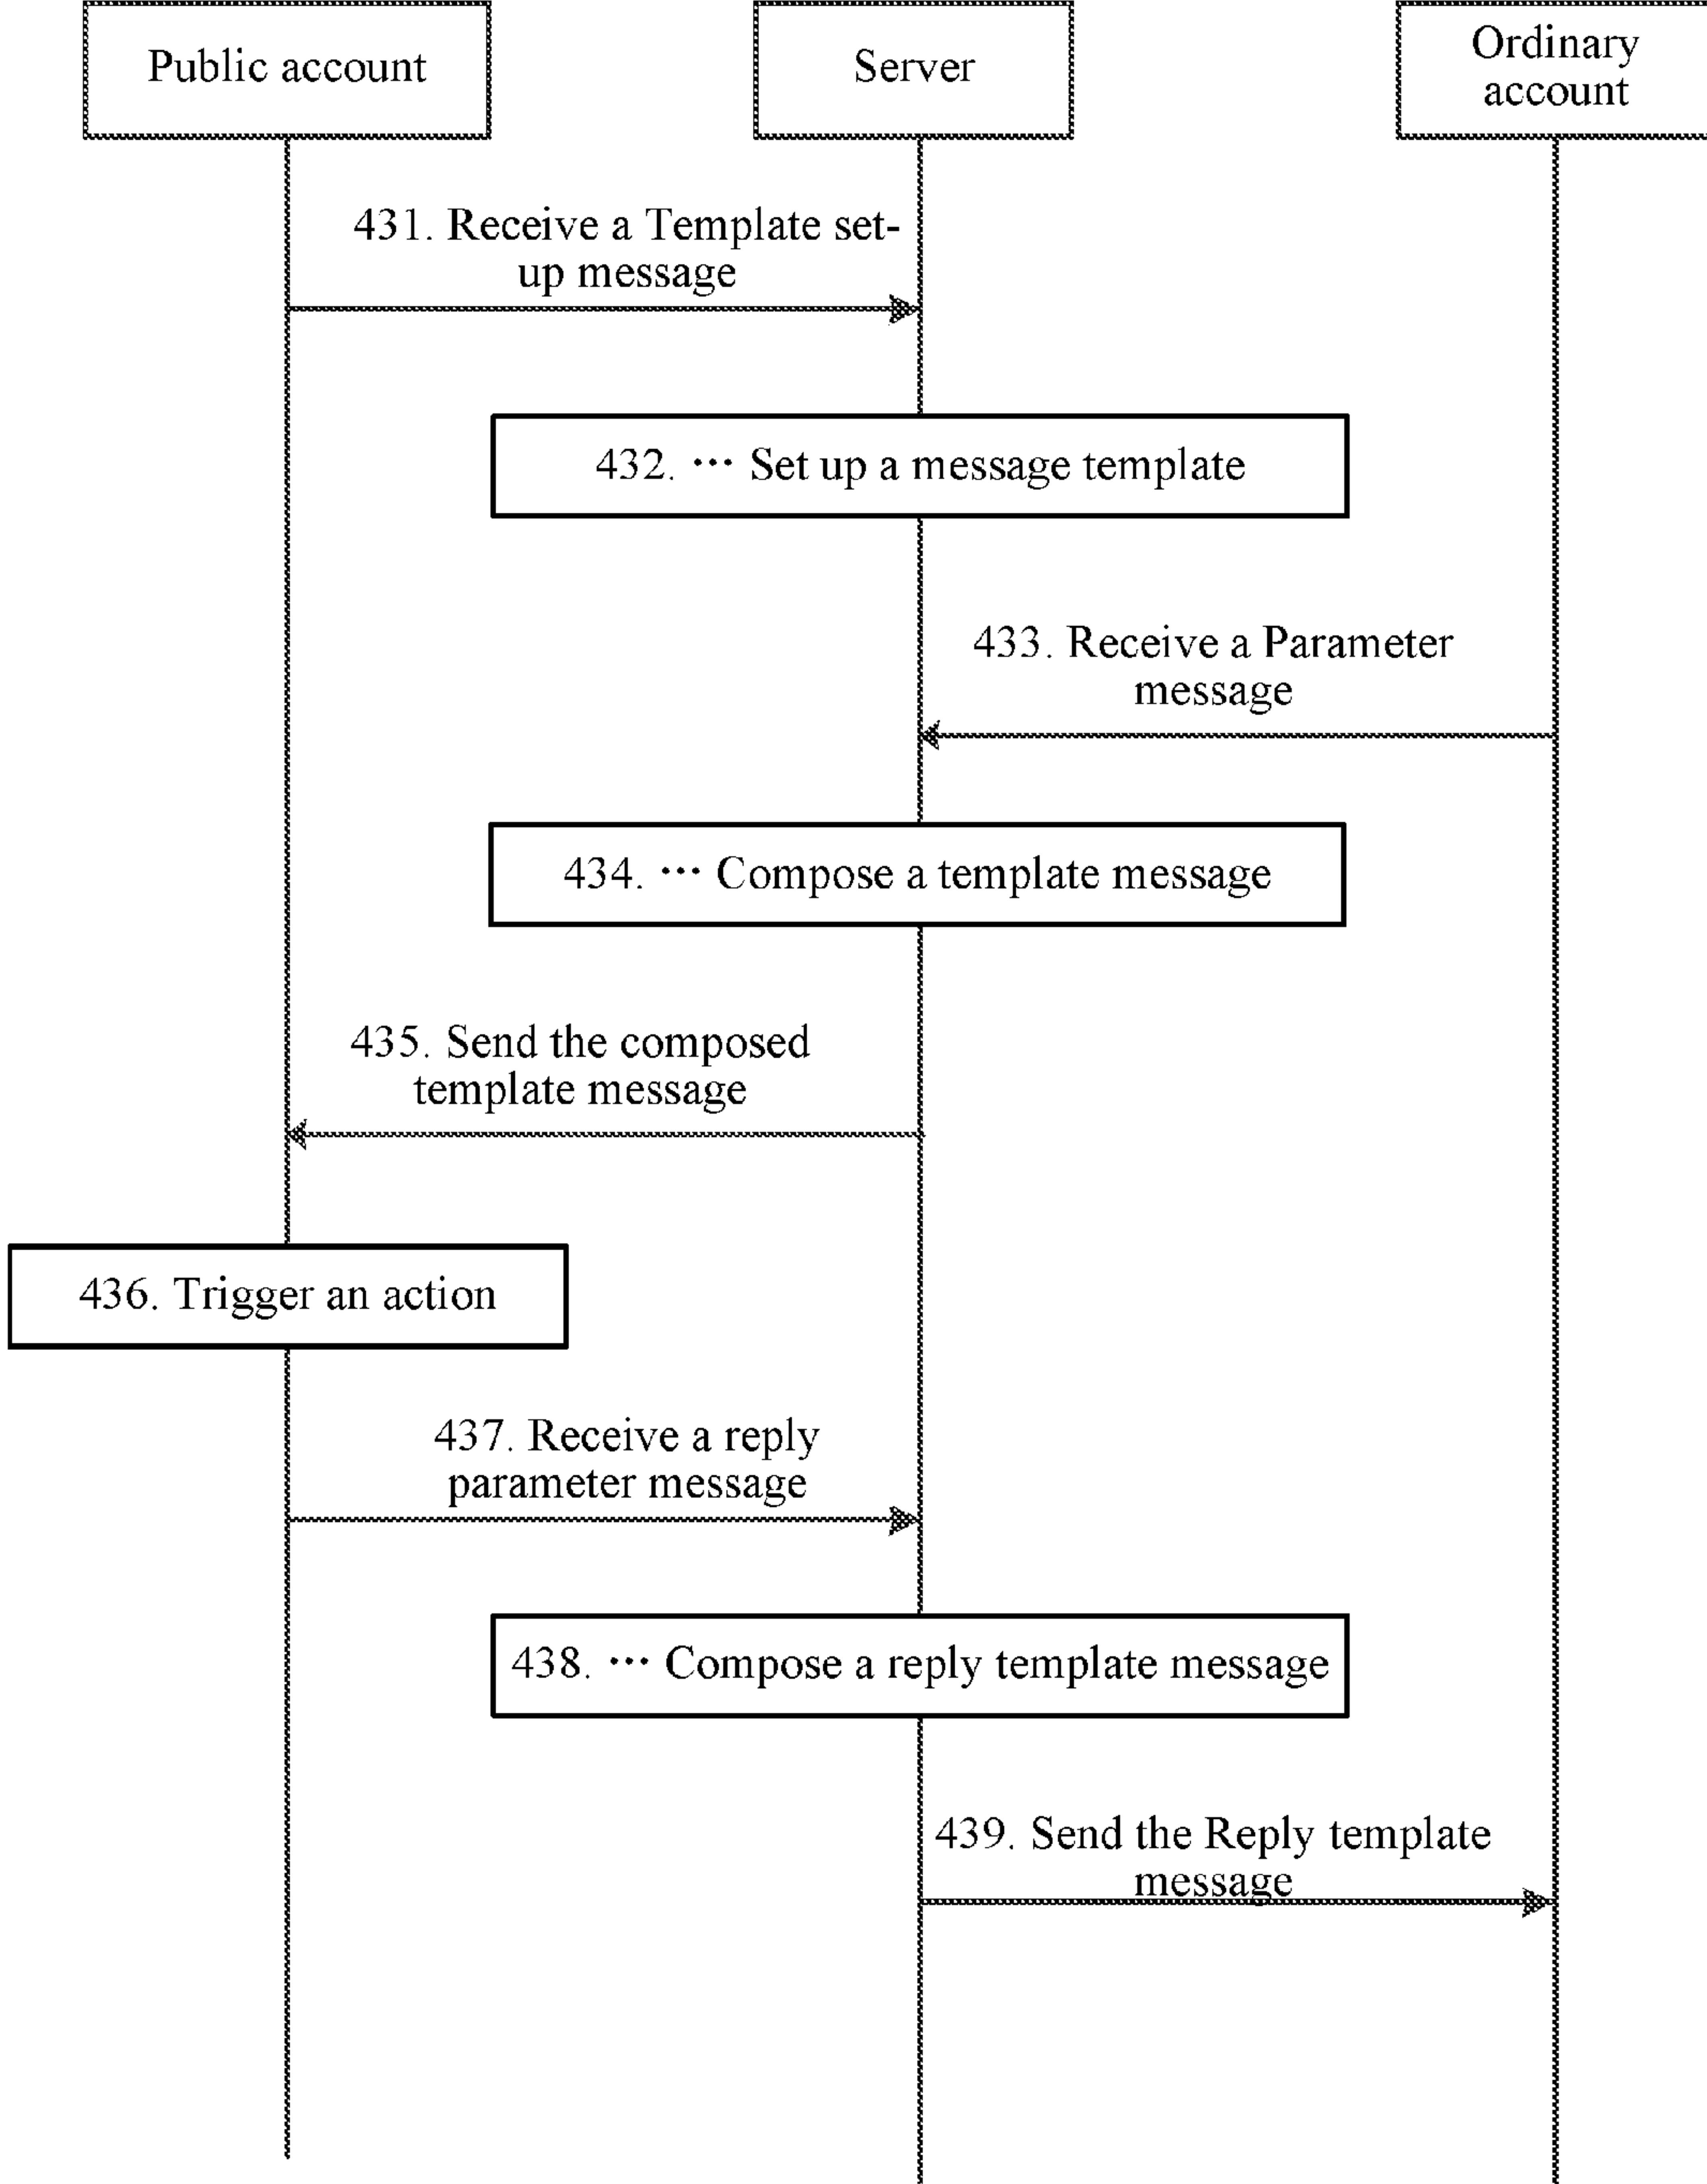 Public account
Server
Ordinary
account
431. Receive a Template set-
up message
432. ··· Set up a message template
433. Receive a Parameter
message
434. ··· Compose a template message
435. Send the composed
template message
436. Trigger an action
437. Receive a reply
parameter message
438. ··· Compose a reply template message
439. Send the Reply template
message